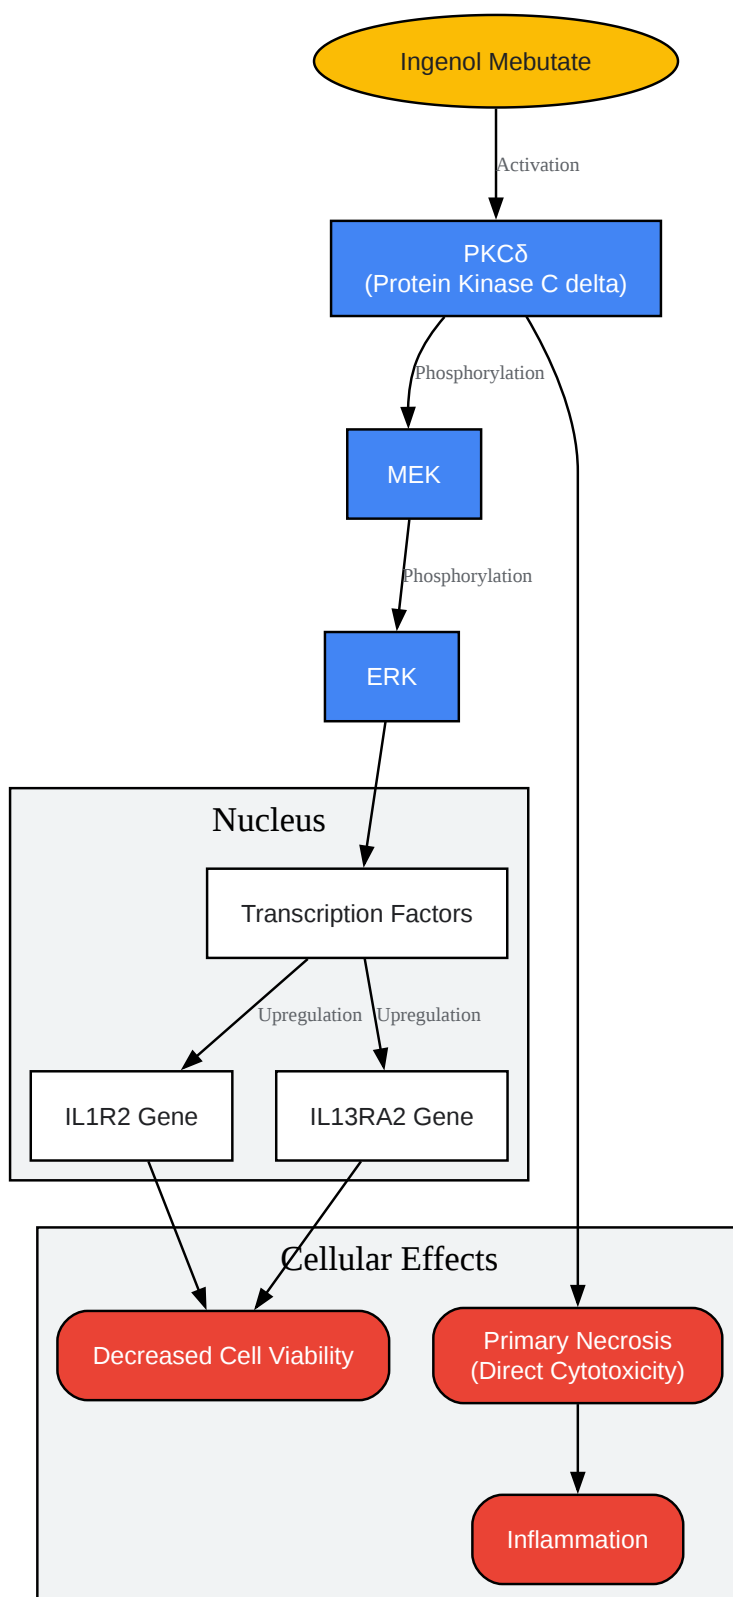 Ingenol Mebutate
Activation
PKCδ
(Protein Kinase C delta)
Phosphorylation
MEK
Phosphorylation
ERK
Nucleus
Transcription Factors
Upregulation
Upregulation
IL1R2 Gene
IL13RA2 Gene
Cellular Effects
Decreased Cell Viability
Primary Necrosis
(Direct Cytotoxicity)
Inflammation